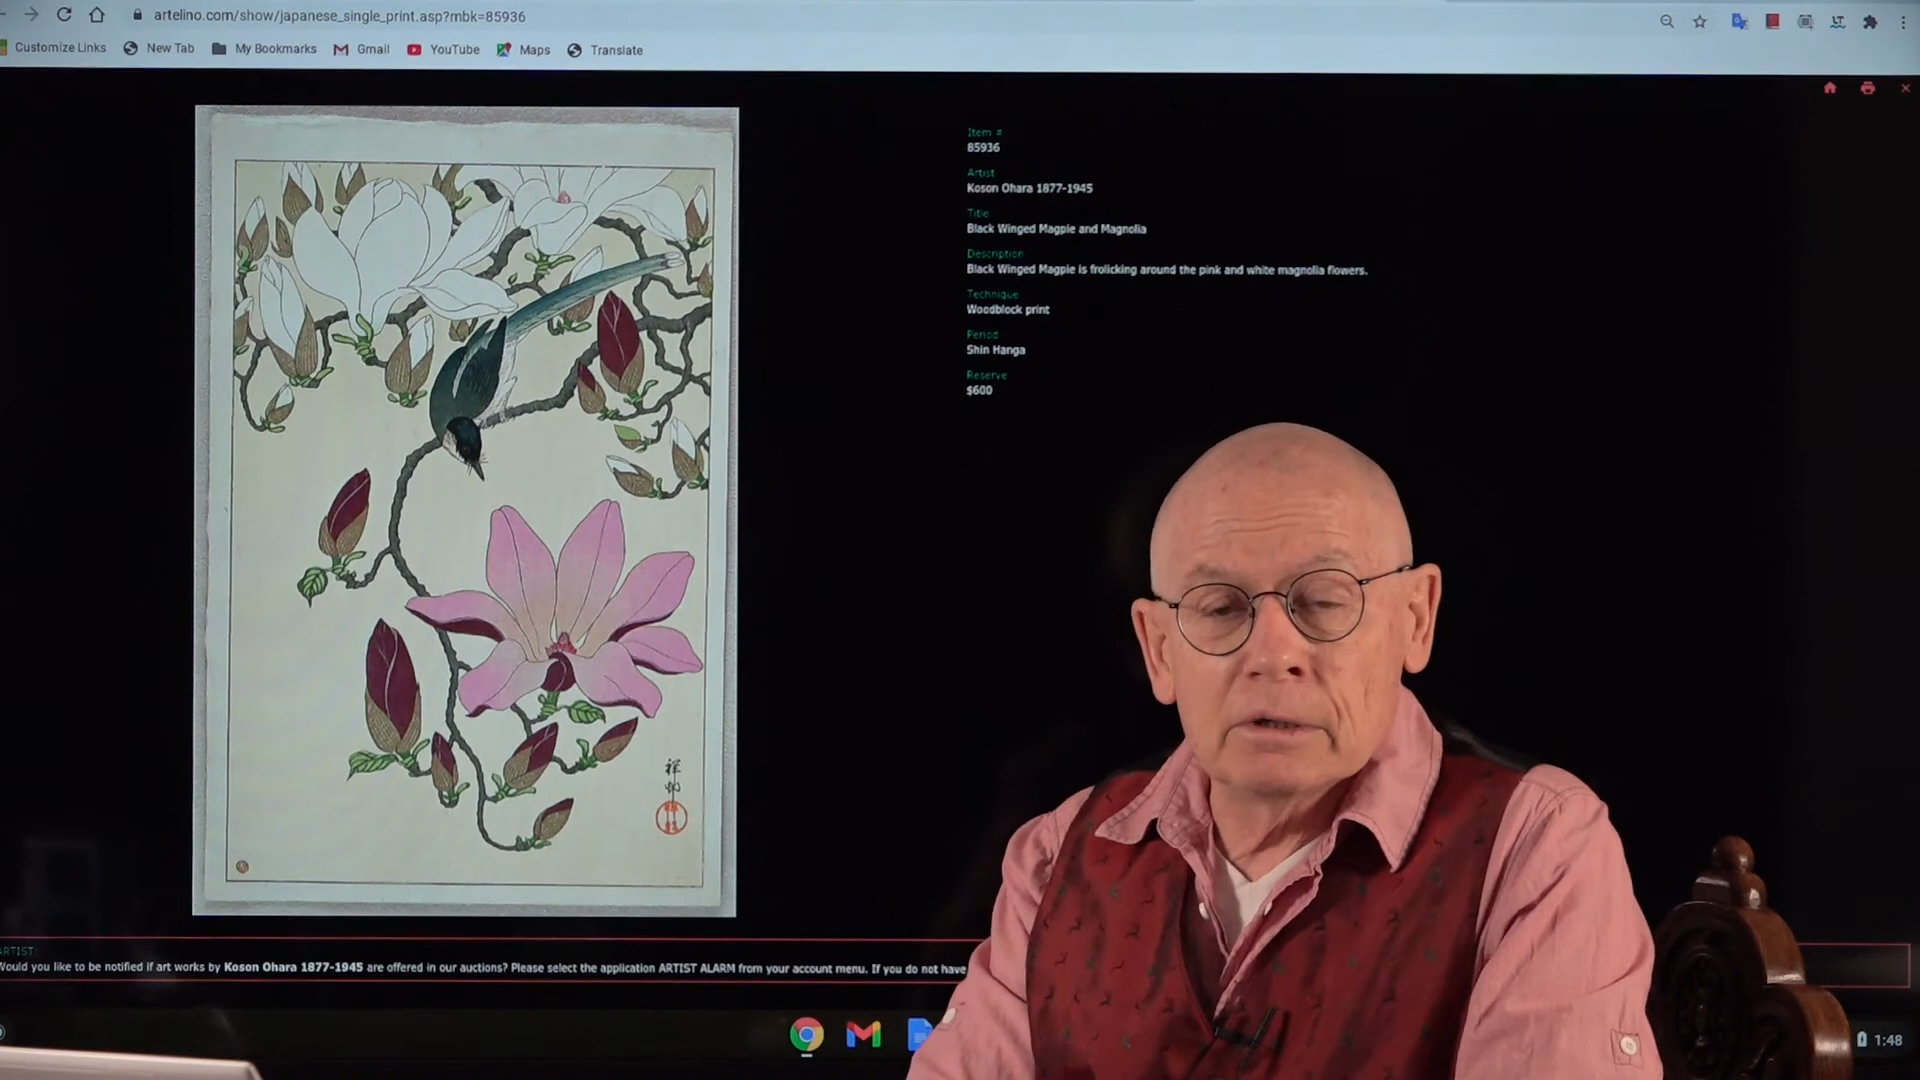 artelino.com/show/japanese_single_print.asp?mbk=85936
Customize Links New Tab My Bookmarks Gmail YouTube Maps Translate
Item #
85936
Artist
Koson Ohara 1877-1945
Title
Black Winged Magpie and Magnolia
Description
Black Winged Magpie is frolicking around the pink and white magnolia flowers.
Technique
Woodblock print
Period
Shin Hanga
Reserve
$600
祥邨
ARTIST:
Would you like to be notified if art works by Koson Ohara 1877-1945 are offered in our auctions? Please select the application ARTIST ALARM from your account menu. If you do not have
1:48